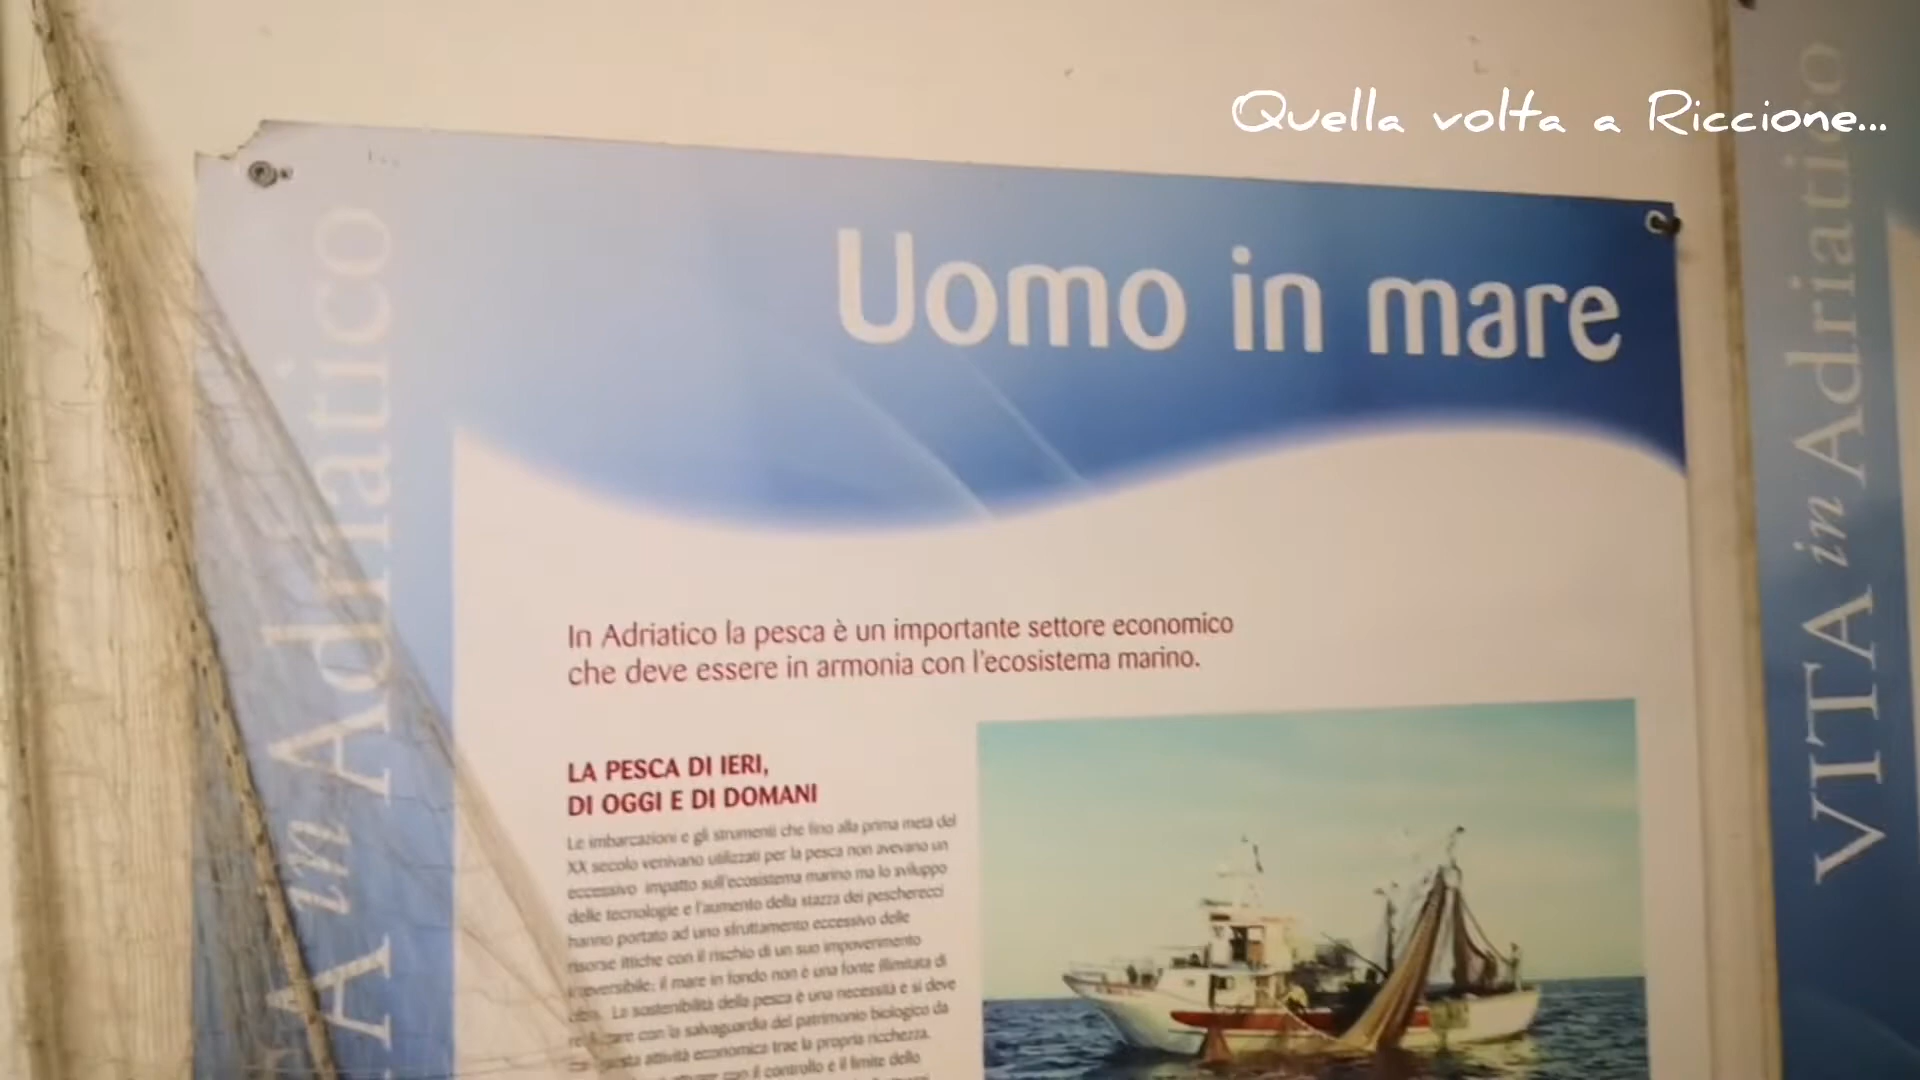 Quella volta a Riccione...
Uomo in mare
in Adriatico
VITA in Adriatico
In Adriatico la pesca è un importante settore economico
che deve essere in armonia con l'ecosistema marino.
LA PESCA DI IERI,
DI OGGI E DI DOMANI
Le imbarcazioni e gli strumenti che fino alla prima metà del
XX secolo venivano utilizzati per la pesca non avevano un
eccessivo impatto sull'ecosistema marino ma lo sviluppo
delle tecnologie e l'aumento della stazza dei pescherecci
hanno portato ad uno sfruttamento eccessivo delle
risorse ittiche con il rischio di un suo impoverimento
irreversibile: il mare in fondo non è una fonte illimitata di
La sostenibilità della pesca è una necessità e si deve
con la salvaguardia del patrimonio biologico da
attività economica trae la propria ricchezza.
con il controllo e il limite dello